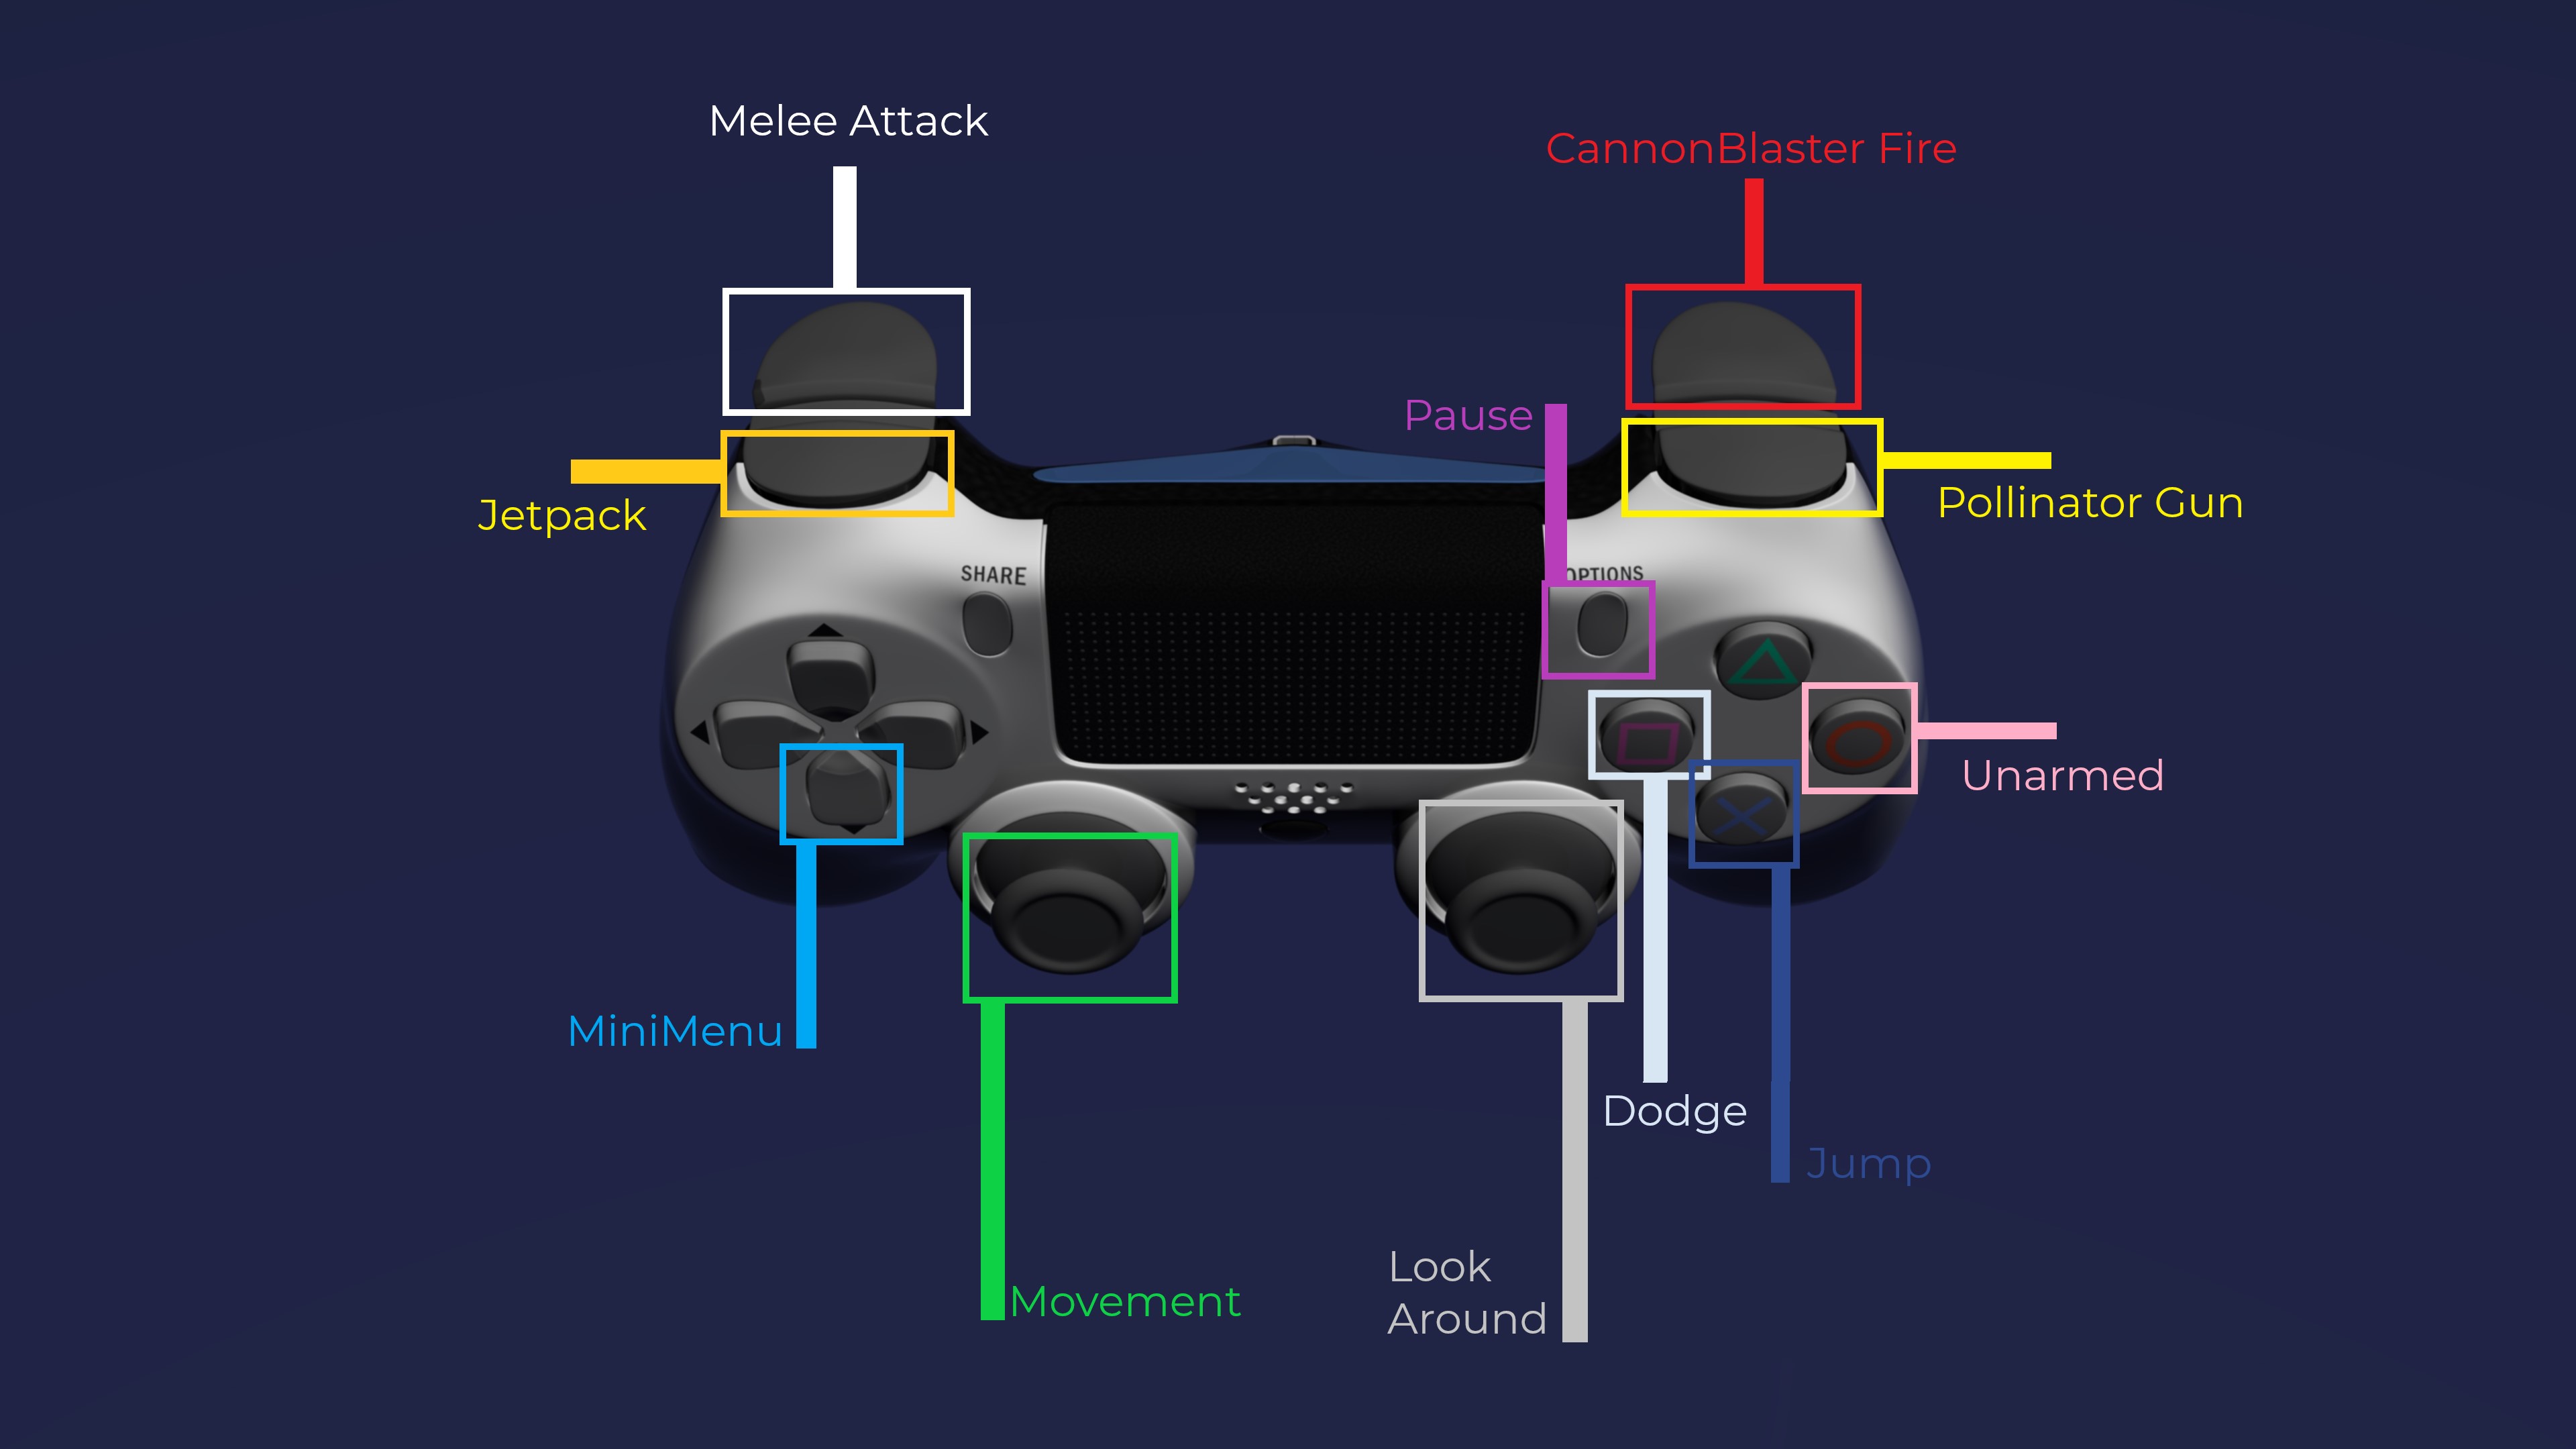 Melee Attack
CannonBlaster Fire
Pause
Jetpack
Pollinator Gun
SHARE
OPTIONS
Unarmed
MiniMenu
Dodge
Jump
Look
Around
Movement